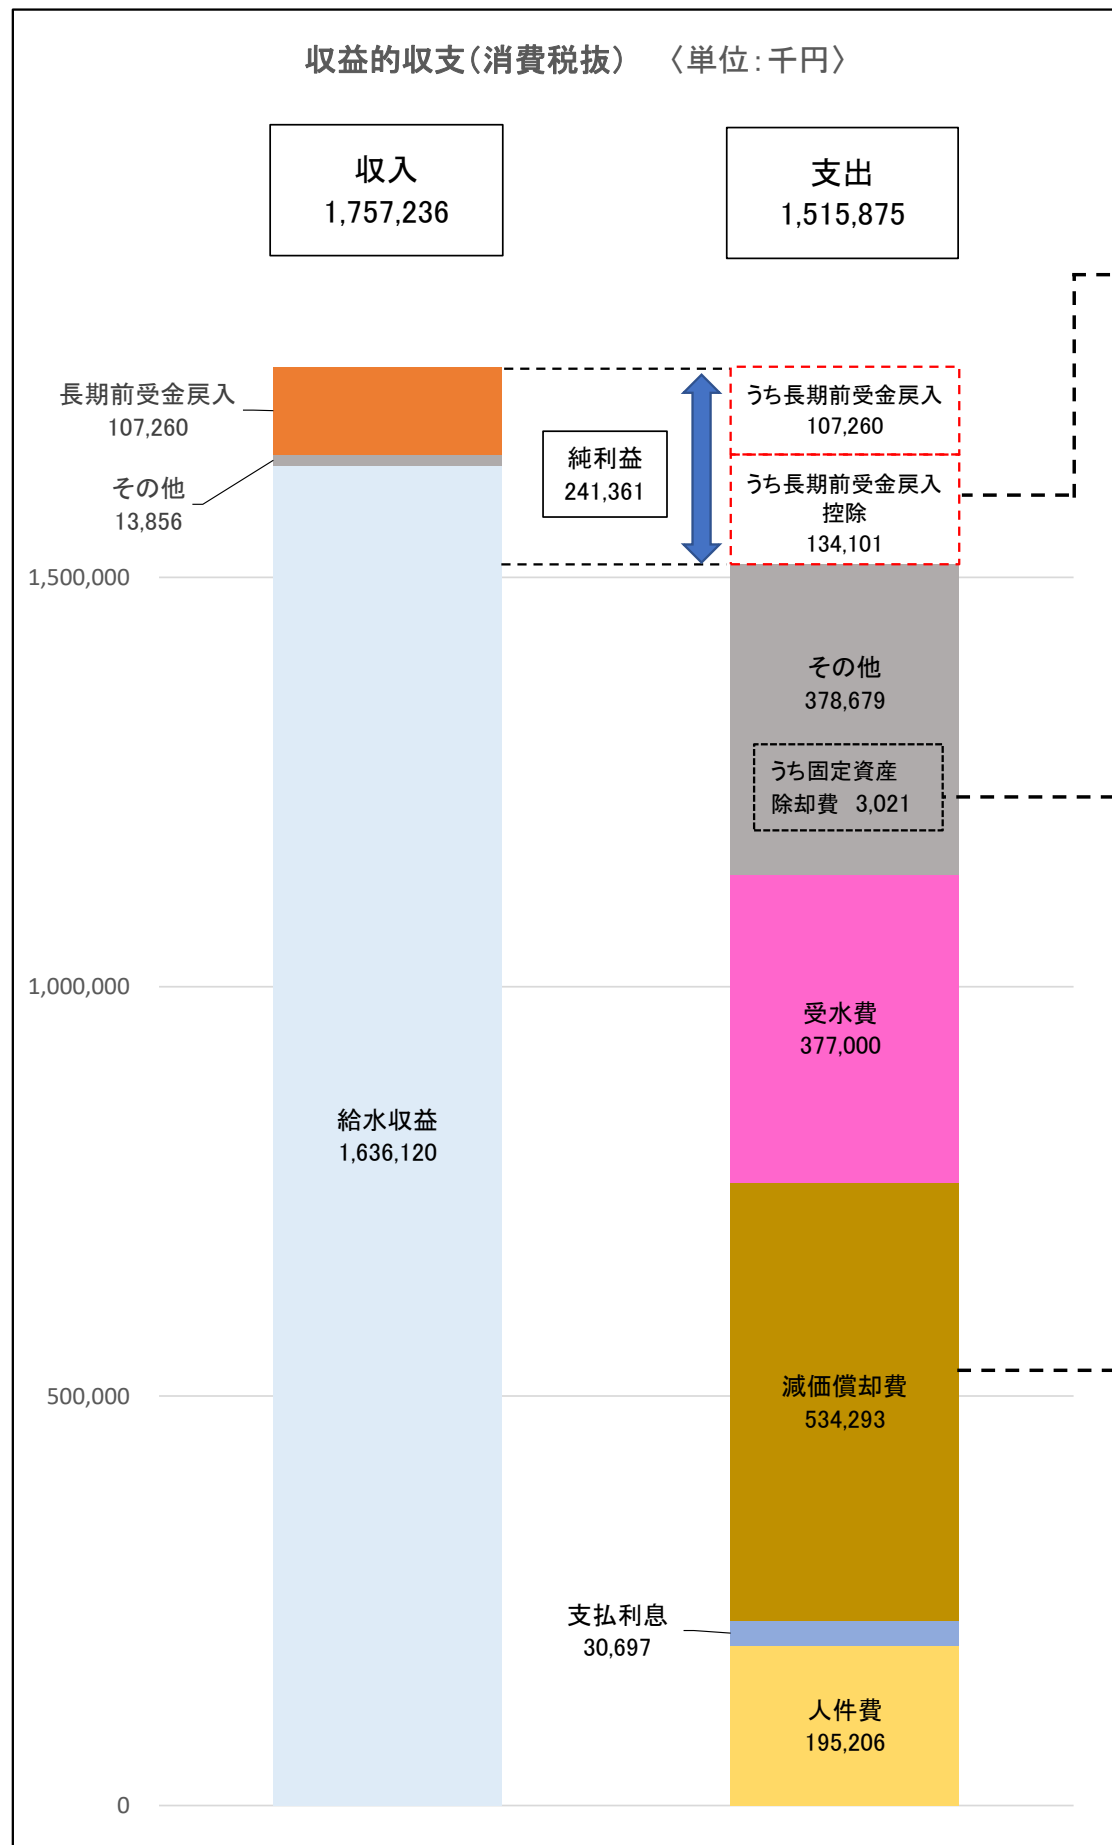 収益的収支(消費税抜) 〈単位:千円〉
収入
1,757,236
支出
1,515,875
長期前受金戻入
107,260
その他
13,856
純利益
241,361
うち長期前受金戻入
107,260
うち長期前受金戻入
控除
134,101
1,500,000
その他
378,679
うち固定資産
除却費 3,021
1,000,000
受水費
377,000
給水収益
1,636,120
500,000
減価償却費
534,293
支払利息
30,697
人件費
195,206
0